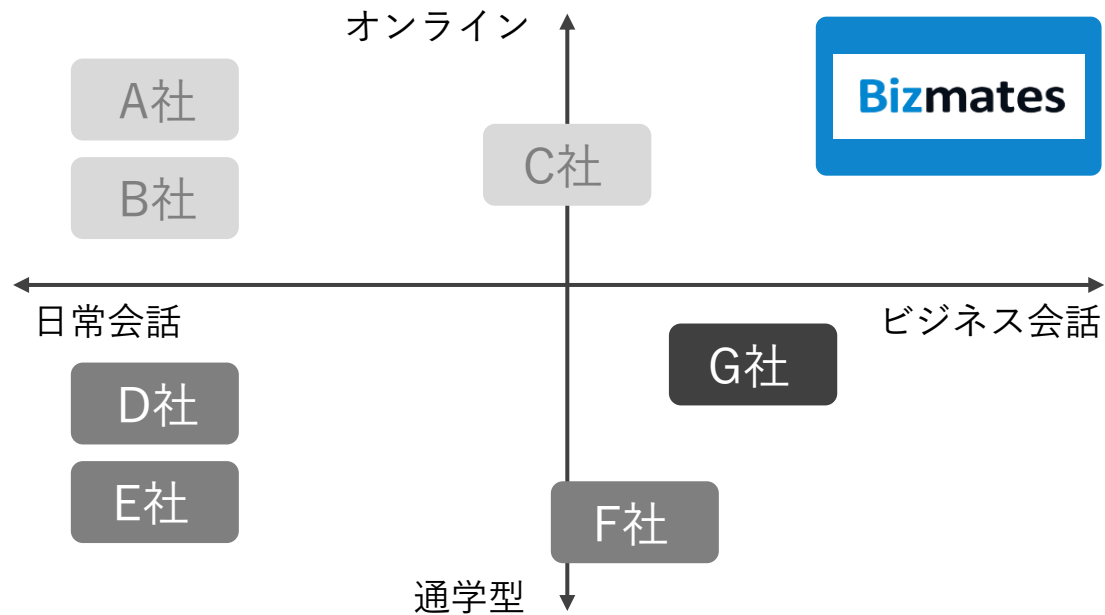 オンライン
A社
Bizmates
C社
B社
日常会話
ビジネス会話
G社
D社
E社
F社
通学型